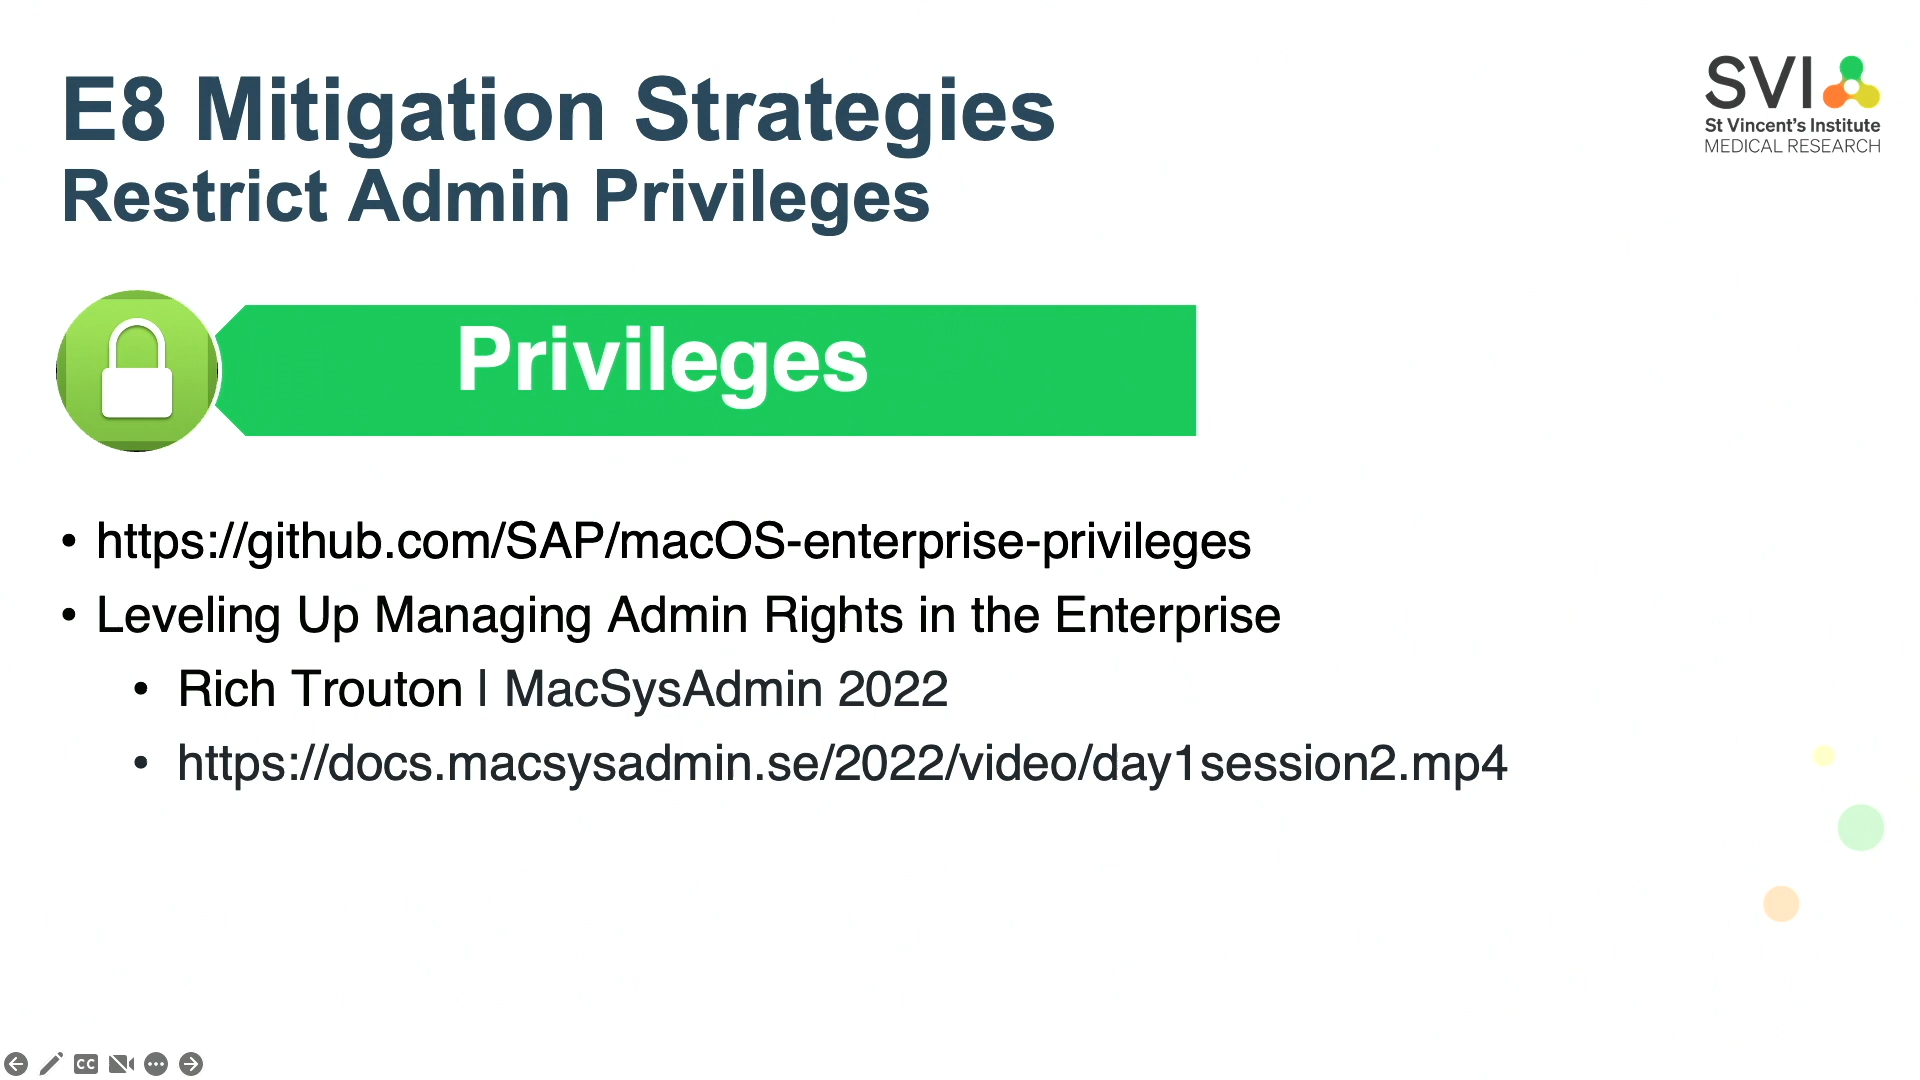 E8 Mitigation Strategies
Restrict Admin Privileges
SVI
St Vincent's Institute
MEDICAL RESEARCH
Privileges
• https://github.com/SAP/macOS-enterprise-privileges
• Leveling Up Managing Admin Rights in the Enterprise
• Rich Trouton | MacSysAdmin 2022
• https://docs.macsysadmin.se/2022/video/day1session2.mp4
CC